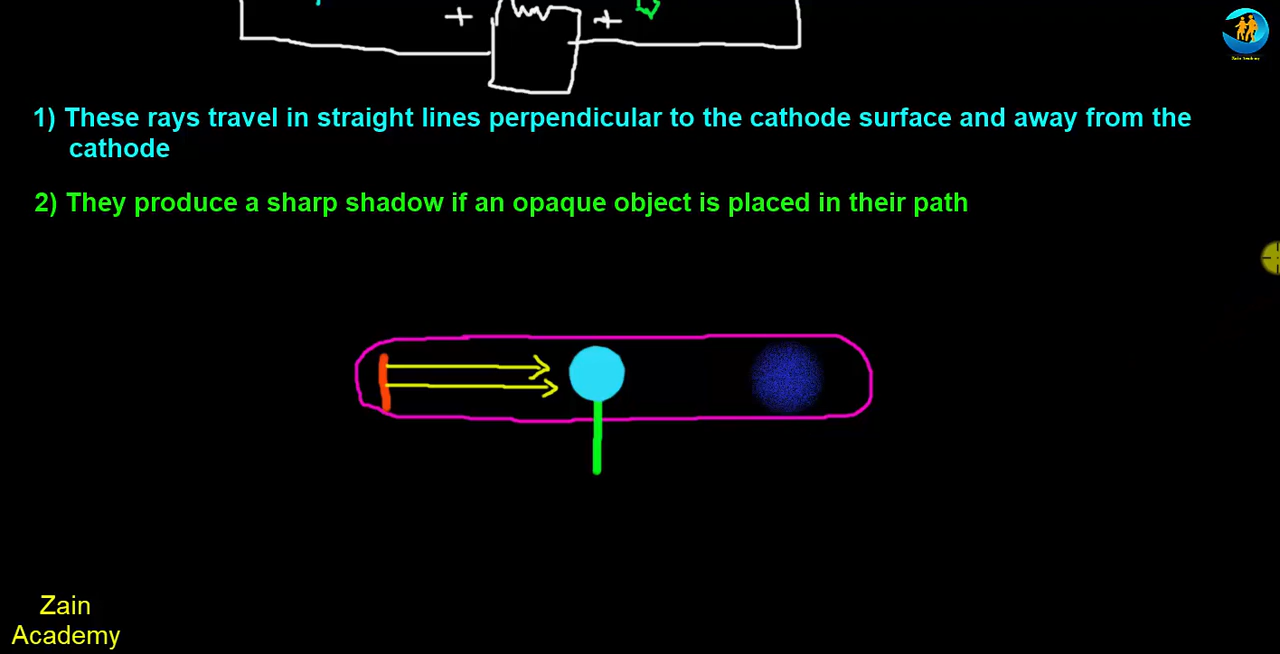 + +
1) These rays travel in straight lines perpendicular to the cathode surface and away from the
cathode
2) They produce a sharp shadow if an opaque object is placed in their path
Zain
Academy